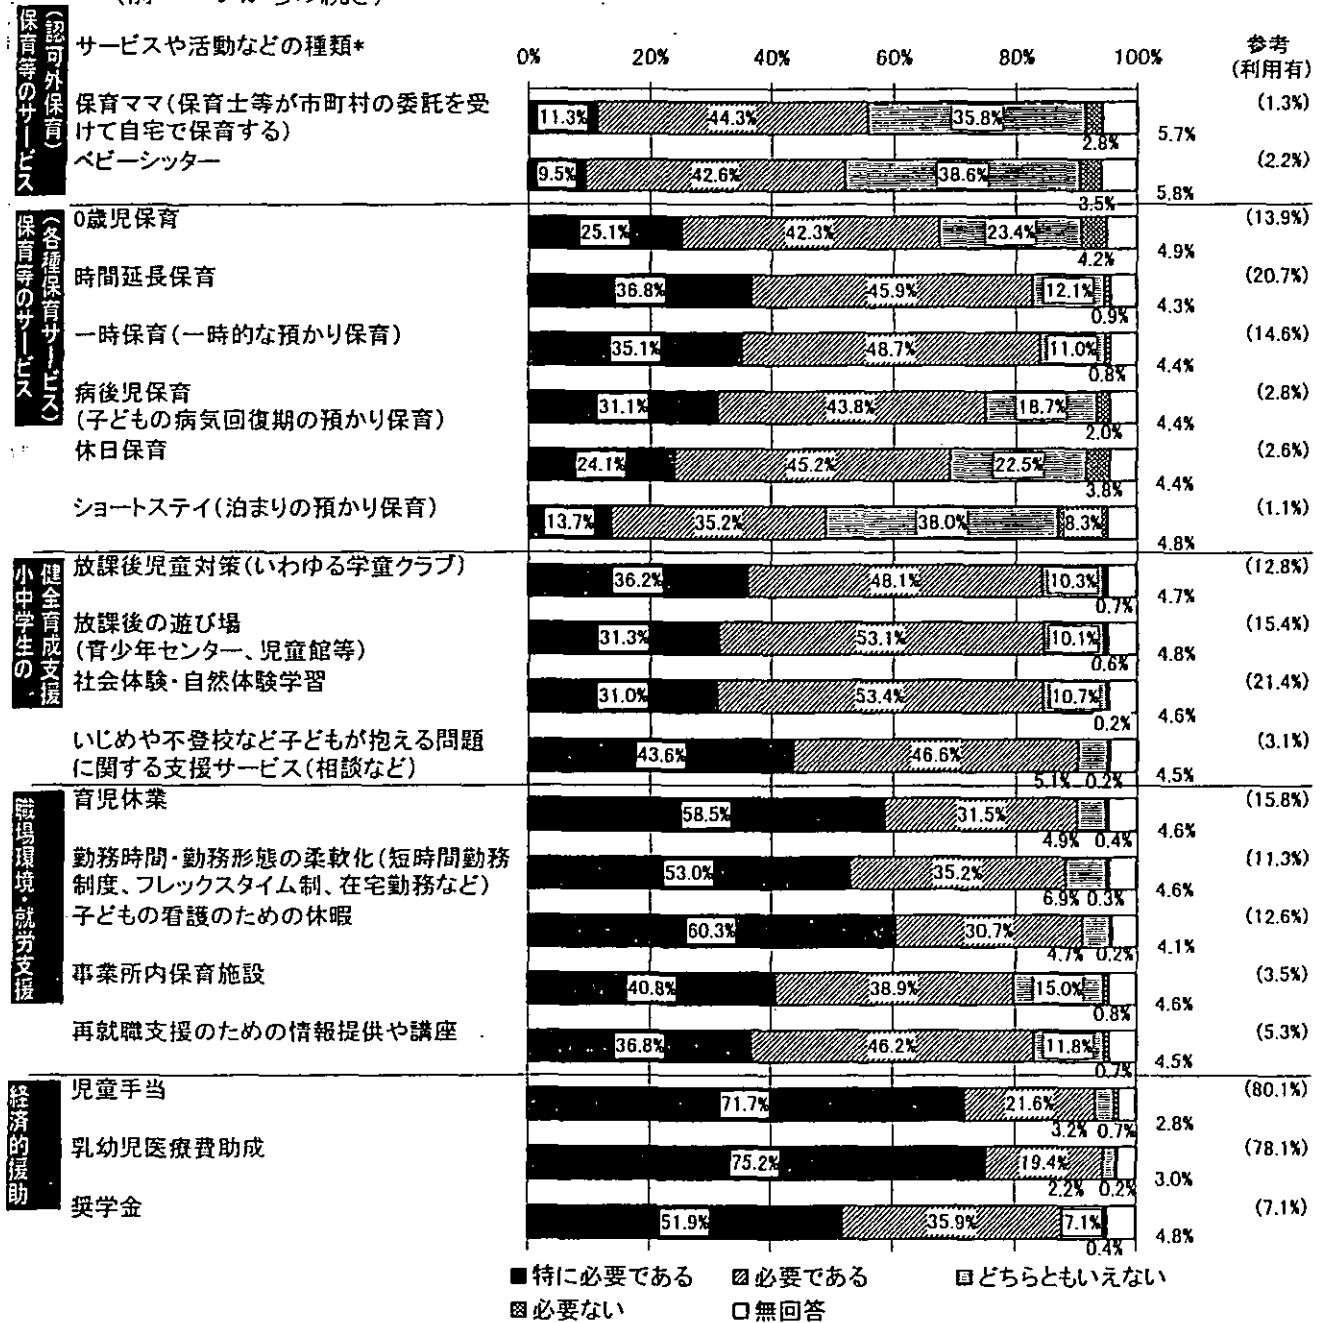 サービスや活動などの種類*
0% 20% 40% 60% 80% 100%
参考
(利用有)
(認可外保育)
保育等のサービス
保育ママ(保育士等が市町村の委託を受
けて自宅で保育する)
11.3% 44.3% 35.8% 2.8% 5.7% (1.3%)
ベビーシッター
9.5% 42.6% 38.6% 3.5% 5.8% (2.2%)
(各種保育サービス)
保育等のサービス
0歳児保育
25.1% 42.3% 23.4% 4.2% 4.9% (13.9%)
時間延長保育
36.8% 45.9% 12.1% 0.9% 4.3% (20.7%)
一時保育(一時的な預かり保育)
35.1% 48.7% 11.0% 0.8% 4.4% (14.6%)
病後児保育
(子どもの病気回復期の預かり保育)
31.1% 43.8% 18.7% 2.0% 4.4% (2.8%)
休日保育
24.1% 45.2% 22.5% 3.8% 4.4% (2.6%)
ショートステイ(泊まりの預かり保育)
13.7% 35.2% 38.0% 8.3% 4.8% (1.1%)
健全育成支援
小中学生の
放課後児童対策(いわゆる学童クラブ)
36.2% 48.1% 10.3% 0.7% 4.7% (12.8%)
放課後の遊び場
(青少年センター、児童館等)
31.3% 53.1% 10.1% 0.6% 4.8% (15.4%)
社会体験・自然体験学習
31.0% 53.4% 10.7% 0.2% 4.6% (21.4%)
いじめや不登校など子どもが抱える問題
に関する支援サービス(相談など)
43.6% 46.6% 5.1% 0.2% 4.5% (3.1%)
職場環境・就労支援
育児休業
58.5% 31.5% 4.9% 0.4% 4.6% (15.8%)
勤務時間・勤務形態の柔軟化(短時間勤務
制度、フレックスタイム制、在宅勤務など)
53.0% 35.2% 6.9% 0.3% 4.6% (11.3%)
子どもの看護のための休暇
60.3% 30.7% 4.7% 0.2% 4.1% (12.6%)
事業所内保育施設
40.8% 38.9% 15.0% 0.8% 4.6% (3.5%)
再就職支援のための情報提供や講座
36.8% 46.2% 11.8% 0.7% 4.5% (5.3%)
経済的援助
児童手当
71.7% 21.6% 3.2% 0.7% 2.8% (80.1%)
乳幼児医療費助成
75.2% 19.4% 2.2% 0.2% 3.0% (78.1%)
奨学金
51.9% 35.9% 7.1% 0.4% 4.8% (7.1%)
特に必要である 必要である どちらともいえない
必要ない 無回答